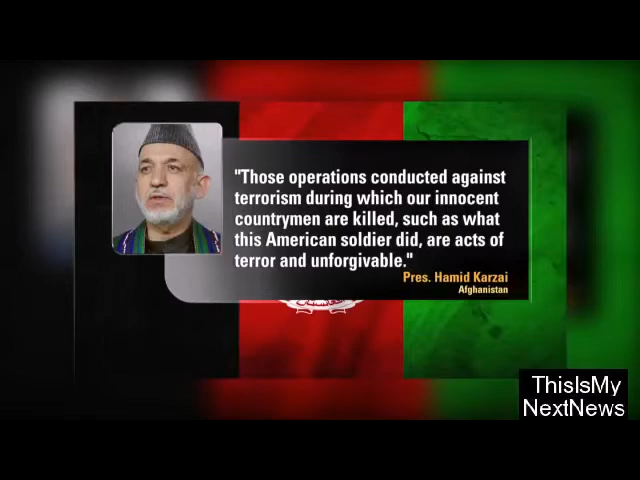 "Those operations conducted against
terrorism during which our innocent
countrymen are killed, such as what
this American soldier did, are acts of
terror and unforgivable."
Pres. Hamid Karzai
Afghanistan
ThisIsMy
NextNews